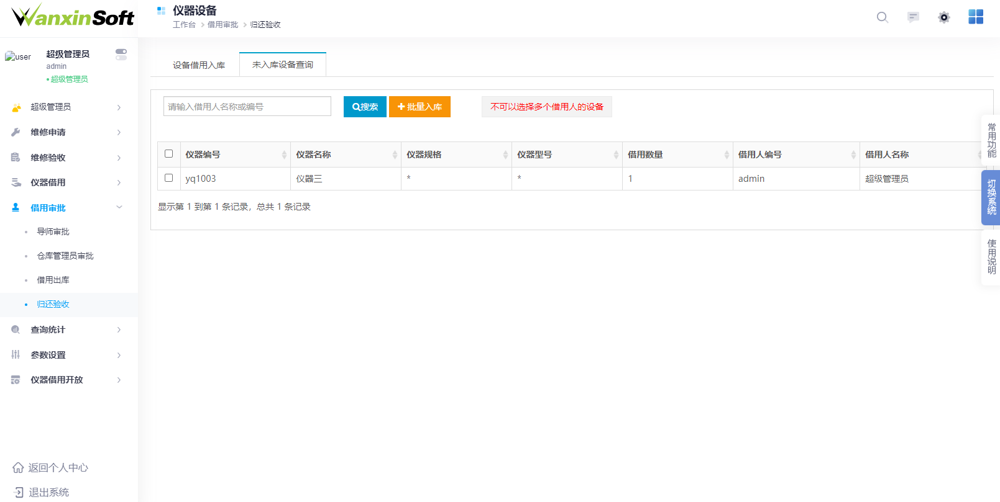 WanxinSoft
仪器设备
工作台 > 借用审批 > 归还验收
user
超级管理员
admin
超级管理员
超级管理员
维修申请
维修验收
仪器借用
借用审批
导师审批
仓库管理员审批
借用出库
归还验收
查询统计
参数设置
仪器借用开放
返回个人中心
退出系统
设备借用入库 未入库设备查询
请输入借用人名称或编号 搜索 批量入库 不可以选择多个借用人的设备
仪器编号 仪器名称 仪器规格 仪器型号 借用数量 借用人编号 借用人名称
yq1003 仪器三 * * 1 admin 超级管理员
显示第 1 到第 1 条记录，总共 1 条记录
常用功能
切换系统
使用说明